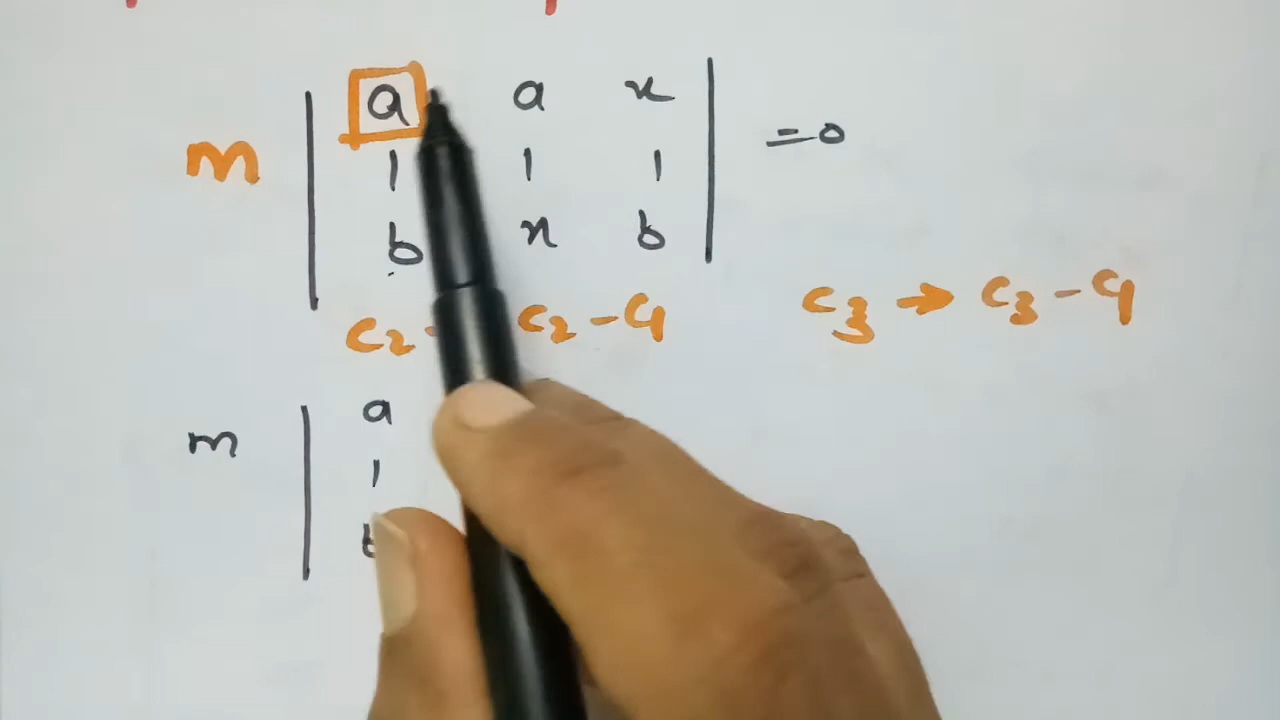 a a x
m 1 1 1 = 0
b x b
c2 - c2 - c1 c3 → c3 - c1
a
m 1